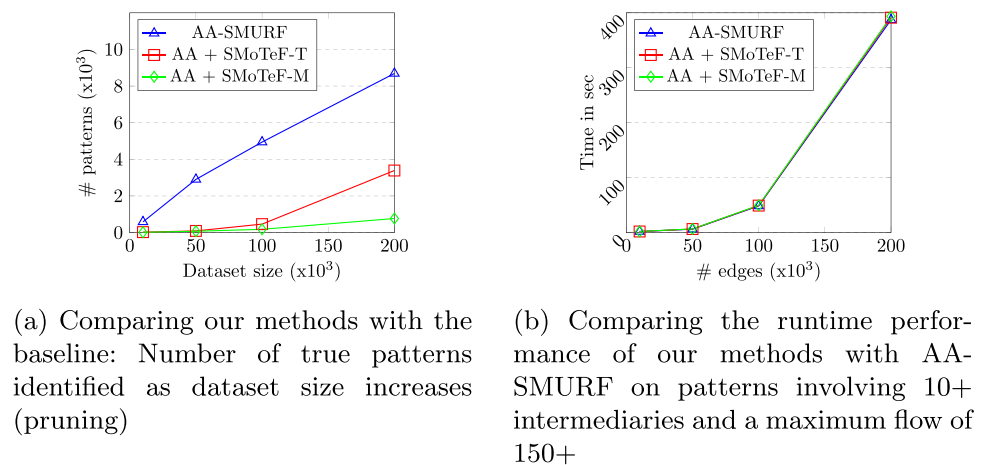 AA-SMURF
AA + SMoTeF-T
AA + SMoTeF-M
# patterns (x10³)
10
8
6
4
2
0
0 50 100 150 200
Dataset size (x10³)
(a) Comparing our methods with the
baseline: Number of true patterns
identified as dataset size increases
(pruning)
AA-SMURF
AA + SMoTeF-T
AA + SMoTeF-M
Time in sec
400
300
200
100
0
0 50 100 150 200
# edges (x10³)
(b) Comparing the runtime perfor-
mance of our methods with AA-
SMURF on patterns involving 10+
intermediaries and a maximum flow of
150+